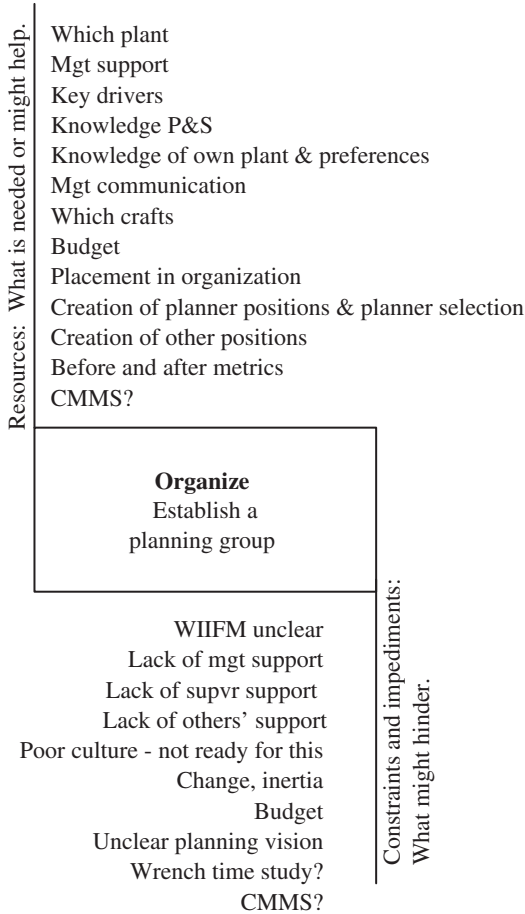 Resources: What is needed or might help.
Which plant
Mgt support
Key drivers
Knowledge P&S
Knowledge of own plant & preferences
Mgt communication
Which crafts
Budget
Placement in organization
Creation of planner positions & planner selection
Creation of other positions
Before and after metrics
CMMS?
Organize
Establish a
planning group
WIIFM unclear
Lack of mgt support
Lack of supvr support
Lack of others’ support
Poor culture - not ready for this
Change, inertia
Budget
Unclear planning vision
Wrench time study?
CMMS?
Constraints and impediments:
What might hinder.